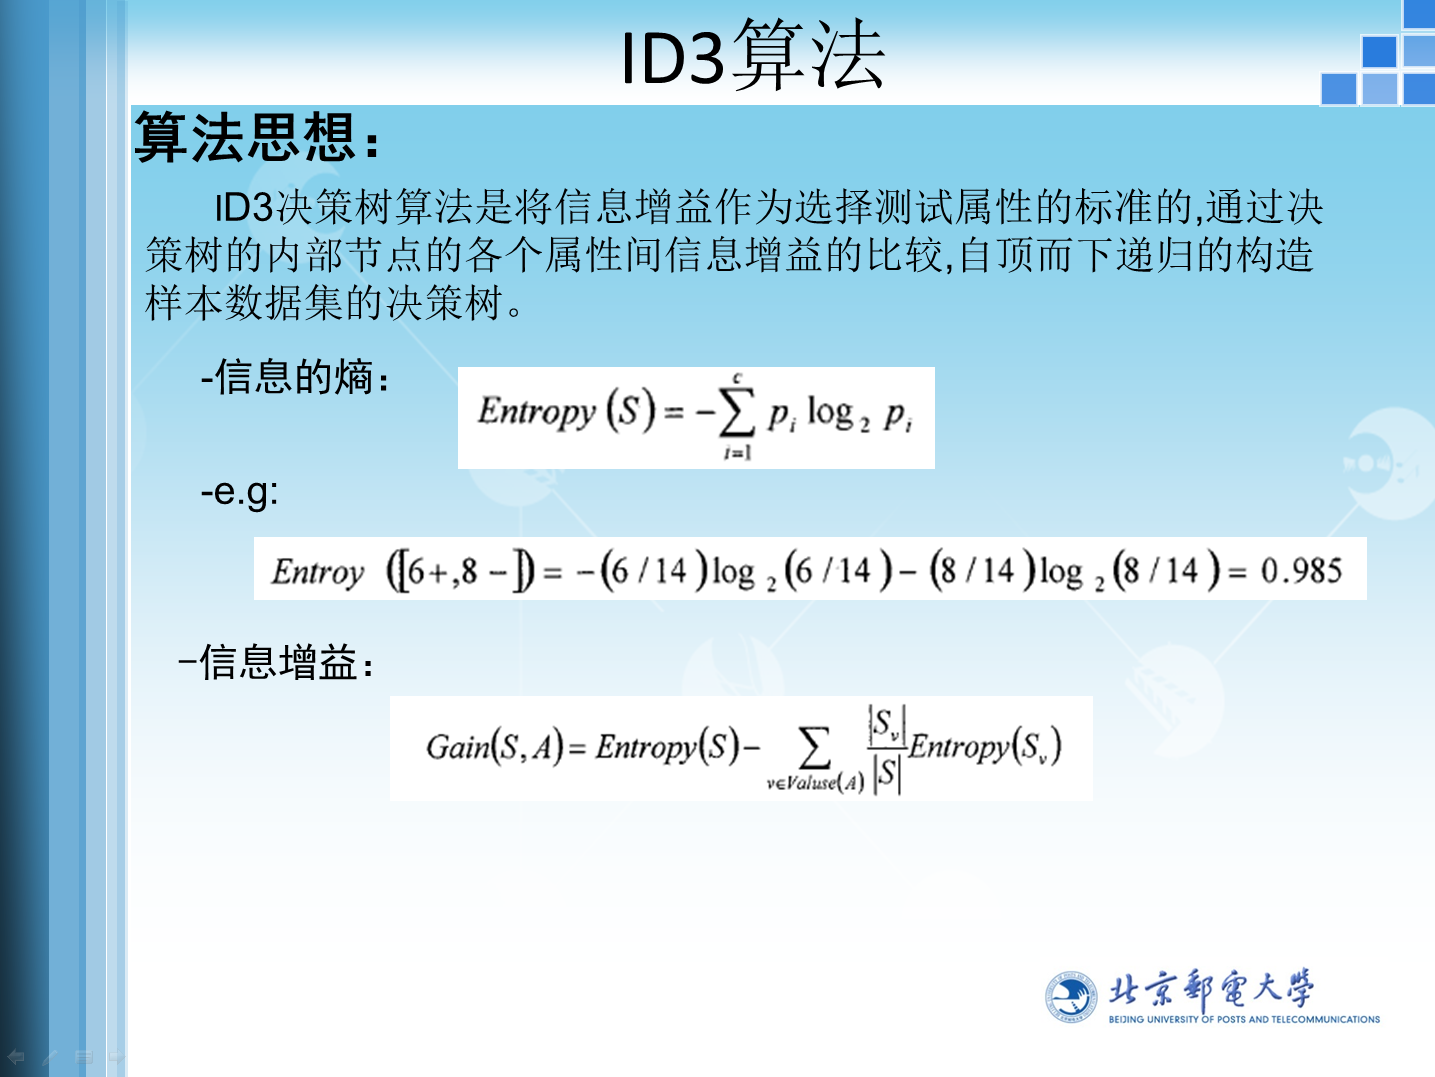 ID3算法
算法思想：
ID3决策树算法是将信息增益作为选择测试属性的标准的,通过决
策树的内部节点的各个属性间信息增益的比较,自顶而下递归的构造
样本数据集的决策树。
-信息的熵：
Entropy (S) = -∑_{i=1}^{c} p_i log_2 p_i
-e.g:
Entroy ([6+,8-]) = -(6/14)log_2(6/14) - (8/14)log_2(8/14) = 0.985
-信息增益：
Gain(S,A) = Entropy(S) - ∑_{v∈Valuse(A)} |S_v|/|S| Entropy(S_v)
北京郵電大學
BEIJING UNIVERSITY OF POSTS AND TELECOMMUNICATIONS